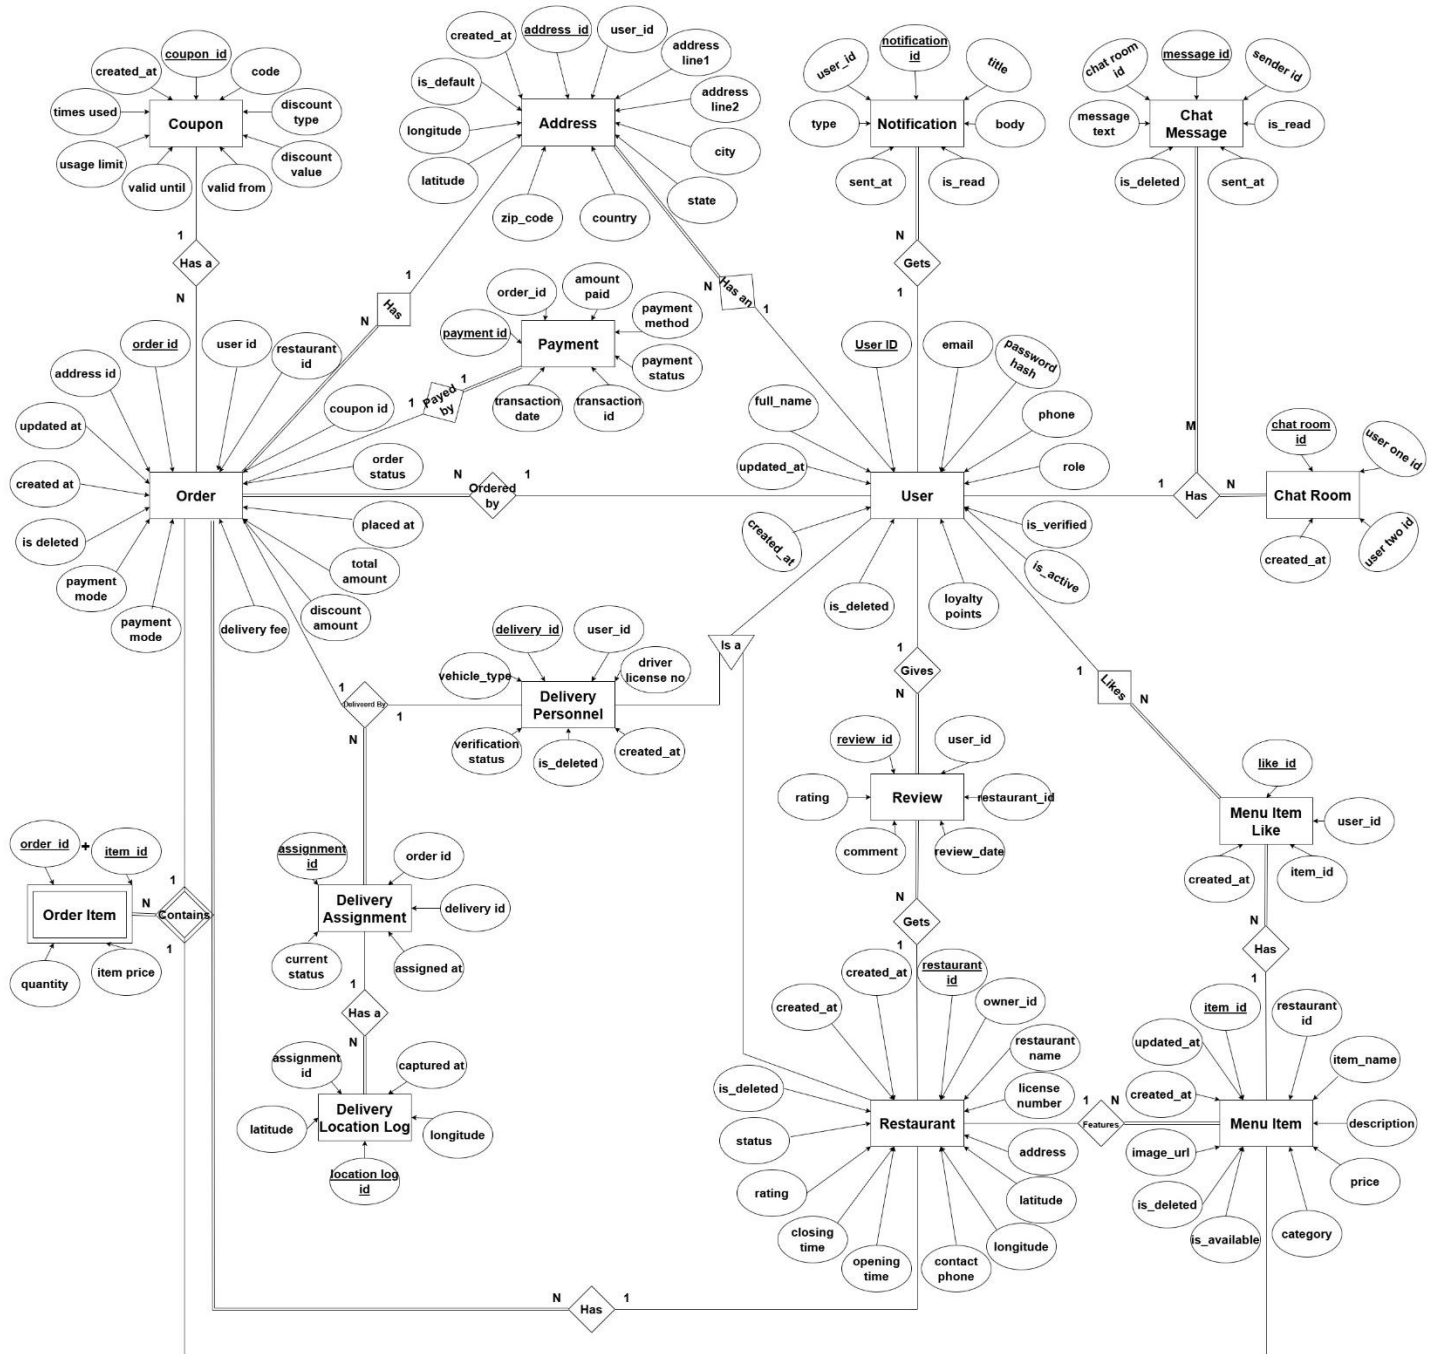 coupon_id
created_at
code
times used
discount
type
Coupon
usage limit
discount
value
valid until
valid from
1
Has a
N
created_at
address_id
user_id
address
line1
is_default
address
line2
Address
longitude
city
latitude
state
zip_code
country
1
Has
N
N
Has an
1
user_id
notification
id
title
type
Notification
body
sent_at
is_read
N
Gets
1
chat room
id
message id
sender id
message
text
Chat
Message
is_read
is_deleted
sent_at
M
order_id
amount
paid
payment id
payment
method
Payment
payment
status
transaction
date
transaction
id
1
Payed
by
1
address id
order id
user id
restaurant
id
updated at
coupon id
created at
order
status
Order
is deleted
placed at
payment
mode
total
amount
payment
mode
delivery fee
discount
amount
N
Ordered
by
1
User ID
email
password
hash
full_name
phone
updated_at
role
User
created_at
is_verified
is_deleted
loyalty
points
is_active
1
Has
N
chat room
id
user one id
Chat Room
created_at
user two id
Is a
delivery_id
user_id
vehicle_type
driver
license no
Delivery
Personnel
verification
status
is_deleted
created_at
1
Deliveerd By
1
N
1
Gives
N
1
Likes
N
review_id
user_id
rating
Review
restaurant_id
comment
review_date
N
Gets
1
like_id
Menu Item
Like
user_id
created_at
item_id
N
Has
1
order_id
+
item_id
Order Item
quantity
item price
N
1
Contains
1
assignment
id
order id
Delivery
Assignment
delivery id
current
status
assigned at
1
Has a
N
assignment
id
captured at
Delivery
Location Log
latitude
longitude
location log
id
created_at
restaurant
id
created_at
owner_id
restaurant
name
is_deleted
license
number
status
Restaurant
address
rating
latitude
closing
time
longitude
opening
time
contact
phone
1
Features
N
item_id
restaurant
id
updated_at
item_name
created_at
Menu Item
description
image_url
price
is_deleted
is_available
category
N
Has
1